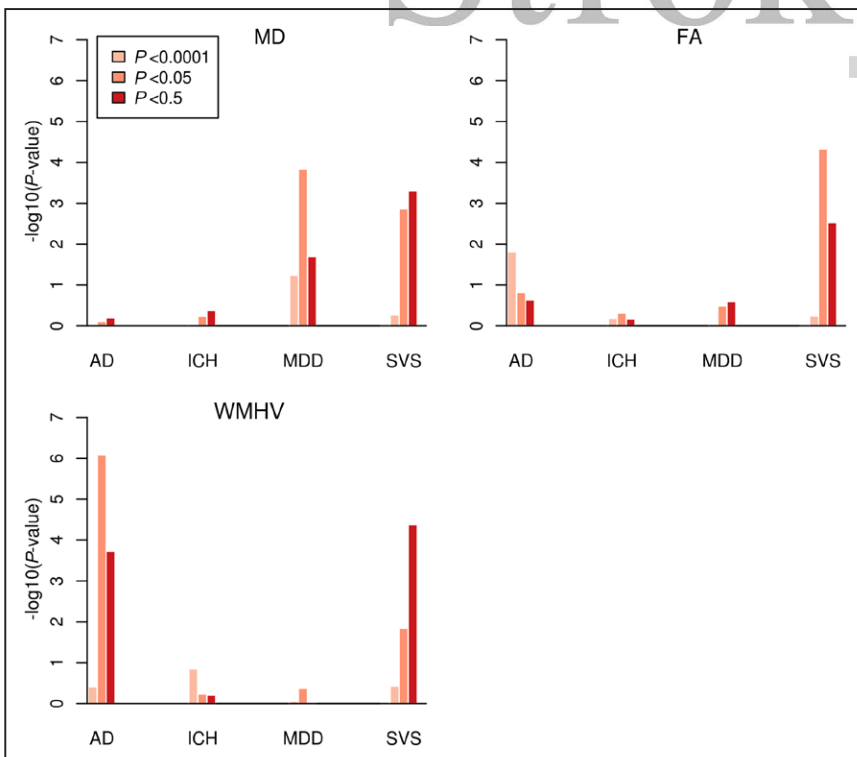 MD
FA
7
6
5
4
3
2
1
0
-log10(P-value)
P<0.0001
P<0.05
P<0.5
AD ICH MDD SVS
7
6
5
4
3
2
1
0
AD ICH MDD SVS
WMHV
7
6
5
4
3
2
1
0
-log10(P-value)
AD ICH MDD SVS